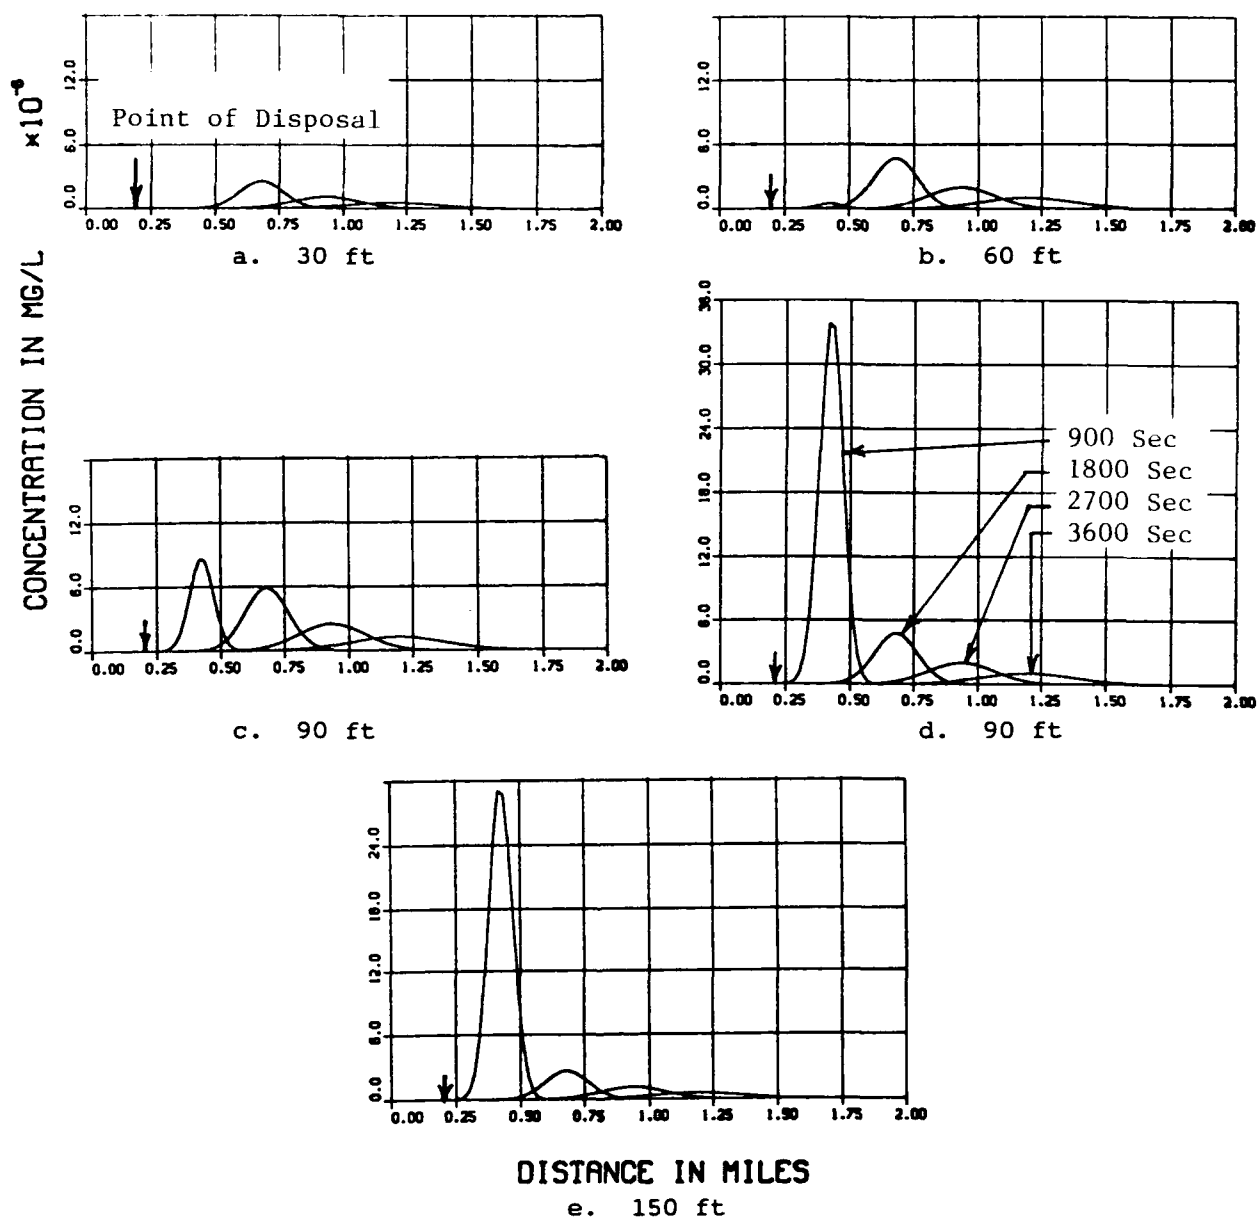 ×10⁻⁶
CONCENTRATION IN MG/L
12.0
6.0
0.0
Point of Disposal
0.00 0.25 0.50 0.75 1.00 1.25 1.50 1.75 2.00
a. 30 ft
12.0
6.0
0.0
0.00 0.25 0.50 0.75 1.00 1.25 1.50 1.75 2.00
b. 60 ft
12.0
6.0
0.0
0.00 0.25 0.50 0.75 1.00 1.25 1.50 1.75 2.00
c. 90 ft
36.0
30.0
24.0
18.0
12.0
6.0
0.0
900 Sec
1800 Sec
2700 Sec
3600 Sec
0.00 0.25 0.50 0.75 1.00 1.25 1.50 1.75 2.00
d. 90 ft
24.0
18.0
12.0
6.0
0.0
0.00 0.25 0.50 0.75 1.00 1.25 1.50 1.75 2.00
DISTANCE IN MILES
e. 150 ft